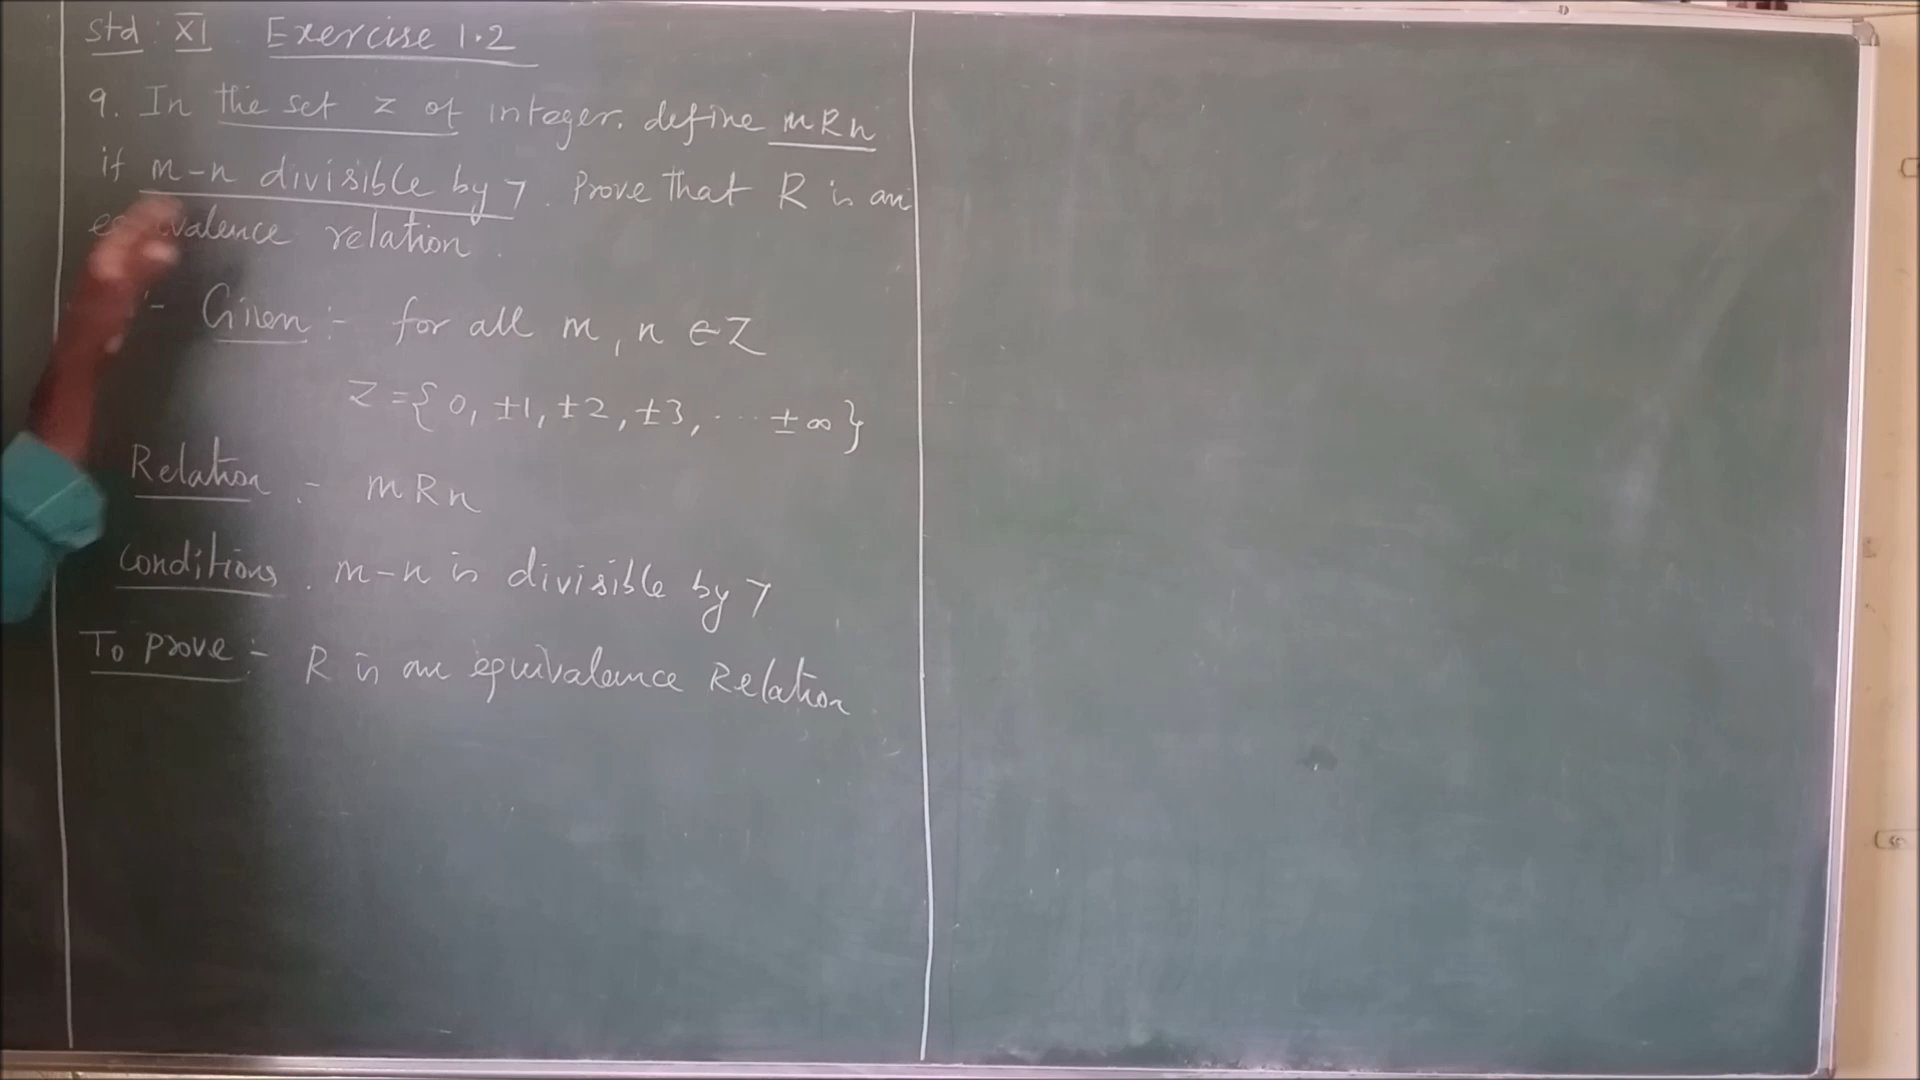 Std : XI Exercise 1.2
9. In the set Z of integer. define mRn
if m-n divisible by 7. Prove that R is an
relation.
Given :- for all m, n ∈ Z
Z = {0, ±1, ±2, ±3, ... ±∞}
Relation :- mRn
Conditions. m-n is divisible by 7
To prove :- R is an equivalence Relation